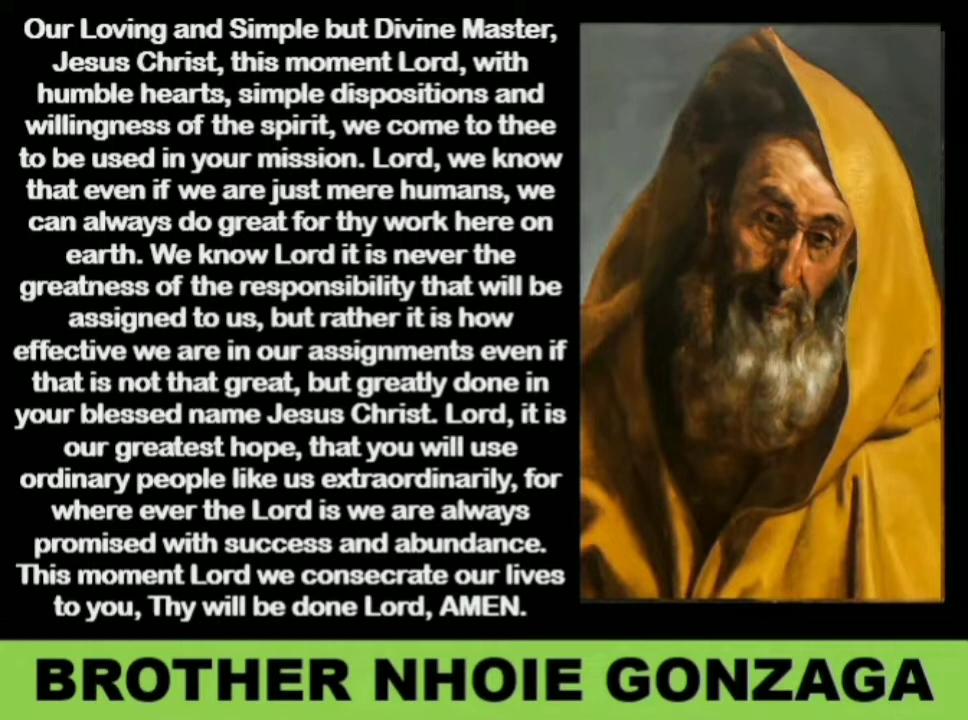 Our Loving and Simple but Divine Master,
Jesus Christ, this moment Lord, with
humble hearts, simple dispositions and
willingness of the spirit, we come to thee
to be used in your mission. Lord, we know
that even if we are just mere humans, we
can always do great for thy work here on
earth. We know Lord it is never the
greatness of the responsibility that will be
assigned to us, but rather it is how
effective we are in our assignments even if
that is not that great, but greatly done in
your blessed name Jesus Christ. Lord, it is
our greatest hope, that you will use
ordinary people like us extraordinarily, for
where ever the Lord is we are always
promised with success and abundance.
This moment Lord we consecrate our lives
to you, Thy will be done Lord, AMEN.
BROTHER NHOIE GONZAGA